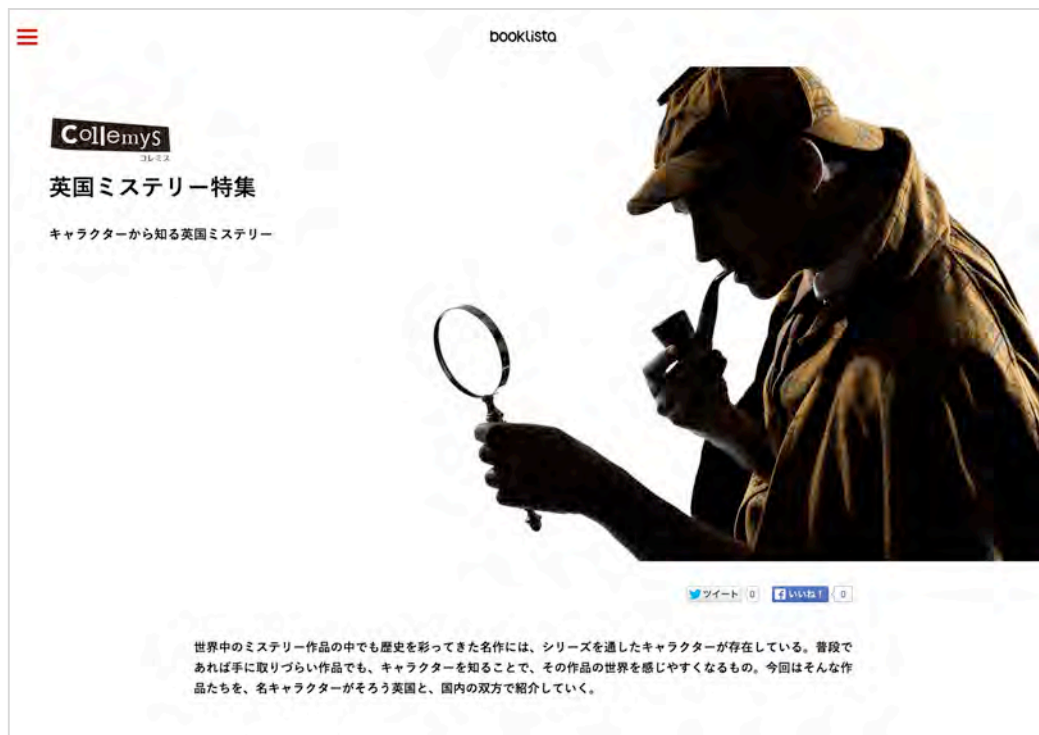 booklista
Collemys
コレミス
英国ミステリー特集
キャラクターから知る英国ミステリー
ツイート 0 いいね！ 0
世界中のミステリー作品の中でも歴史を彩ってきた名作には、シリーズを通したキャラクターが存在している。普段で
あれば手に取りづらい作品でも、キャラクターを知ることで、その作品の世界を感じやすくなるもの。今回はそんな作
品たちを、名キャラクターがそろう英国と、国内の双方で紹介していく。